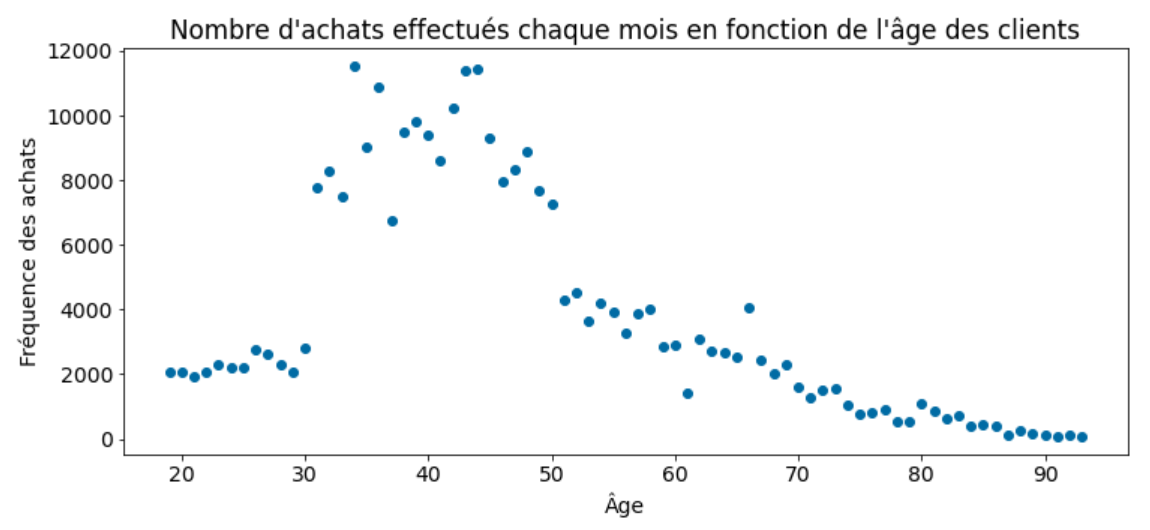 Nombre d'achats effectués chaque mois en fonction de l'âge des clients
12000
10000
8000
6000
4000
2000
0
Fréquence des achats
20 30 40 50 60 70 80 90
Âge